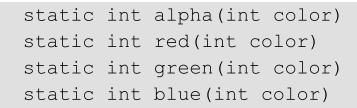 static int alpha(int color)
static int red(int color)
static int green(int color)
static int blue(int color)